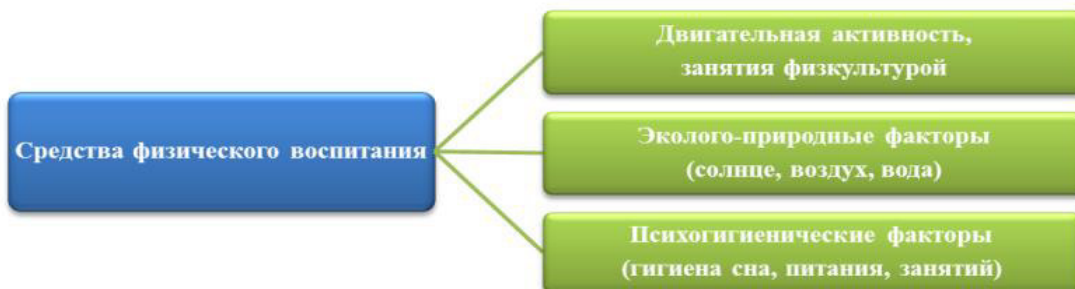 Средства физического воспитания
Двигательная активность,
занятия физкультурой
Эколого-природные факторы
(солнце, воздух, вода)
Психогигиенические факторы
(гигиена сна, питания, занятий)